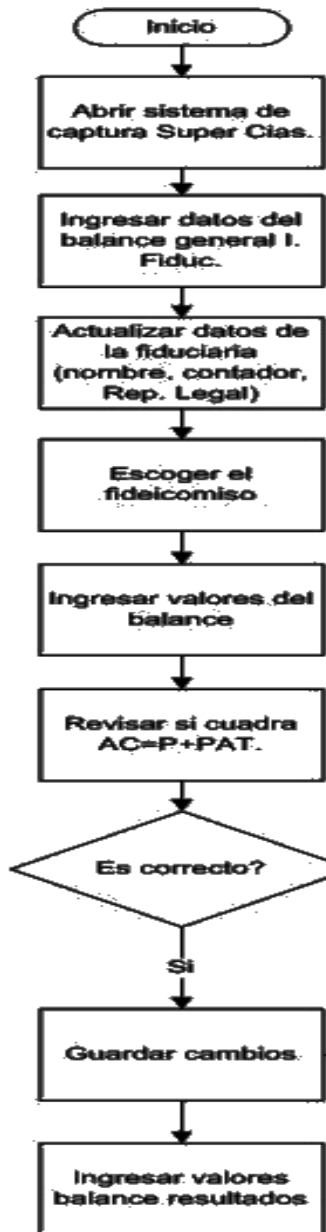 Inicio
Abrir sistema de
captura Super Cias.
Ingresar datos del
balance general I.
Fiduc.
Actualizar datos de
la fiduciaria
(nombre, contador,
Rep. Legal)
Escoger el
fideicomiso
Ingresar valores del
balance
Revisar si cuadra
AC=P+PAT.
Es correcto?
Si
Guardar cambios
Ingresar valores
balance resultados